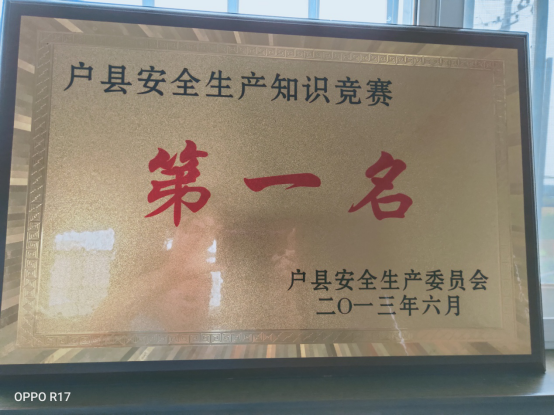 户县安全生产知识竞赛
第一名
户县安全生产委员会
二〇一三年六月
OPPO R17